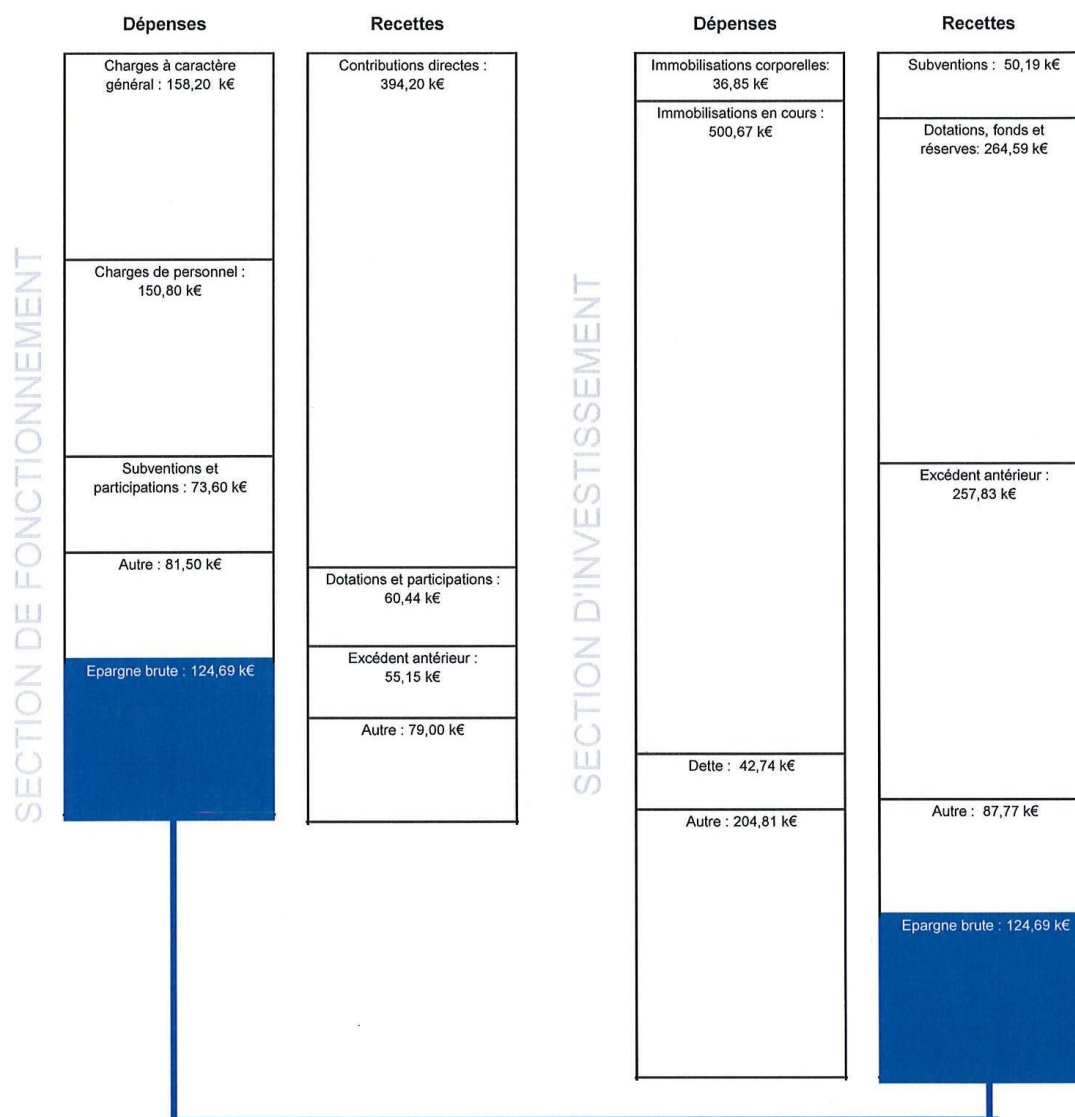 Dépenses
Recettes
Dépenses
Recettes
SECTION DE FONCTIONNEMENT
Charges à caractère
général : 158,20 k€
Charges de personnel :
150,80 k€
Subventions et
participations : 73,60 k€
Autre : 81,50 k€
Epargne brute : 124,69 k€
Contributions directes :
394,20 k€
Dotations et participations :
60,44 k€
Excédent antérieur :
55,15 k€
Autre : 79,00 k€
SECTION D'INVESTISSEMENT
Immobilisations corporelles:
36,85 k€
Immobilisations en cours :
500,67 k€
Dette : 42,74 k€
Autre : 204,81 k€
Subventions : 50,19 k€
Dotations, fonds et
réserves: 264,59 k€
Excédent antérieur :
257,83 k€
Autre : 87,77 k€
Epargne brute : 124,69 k€